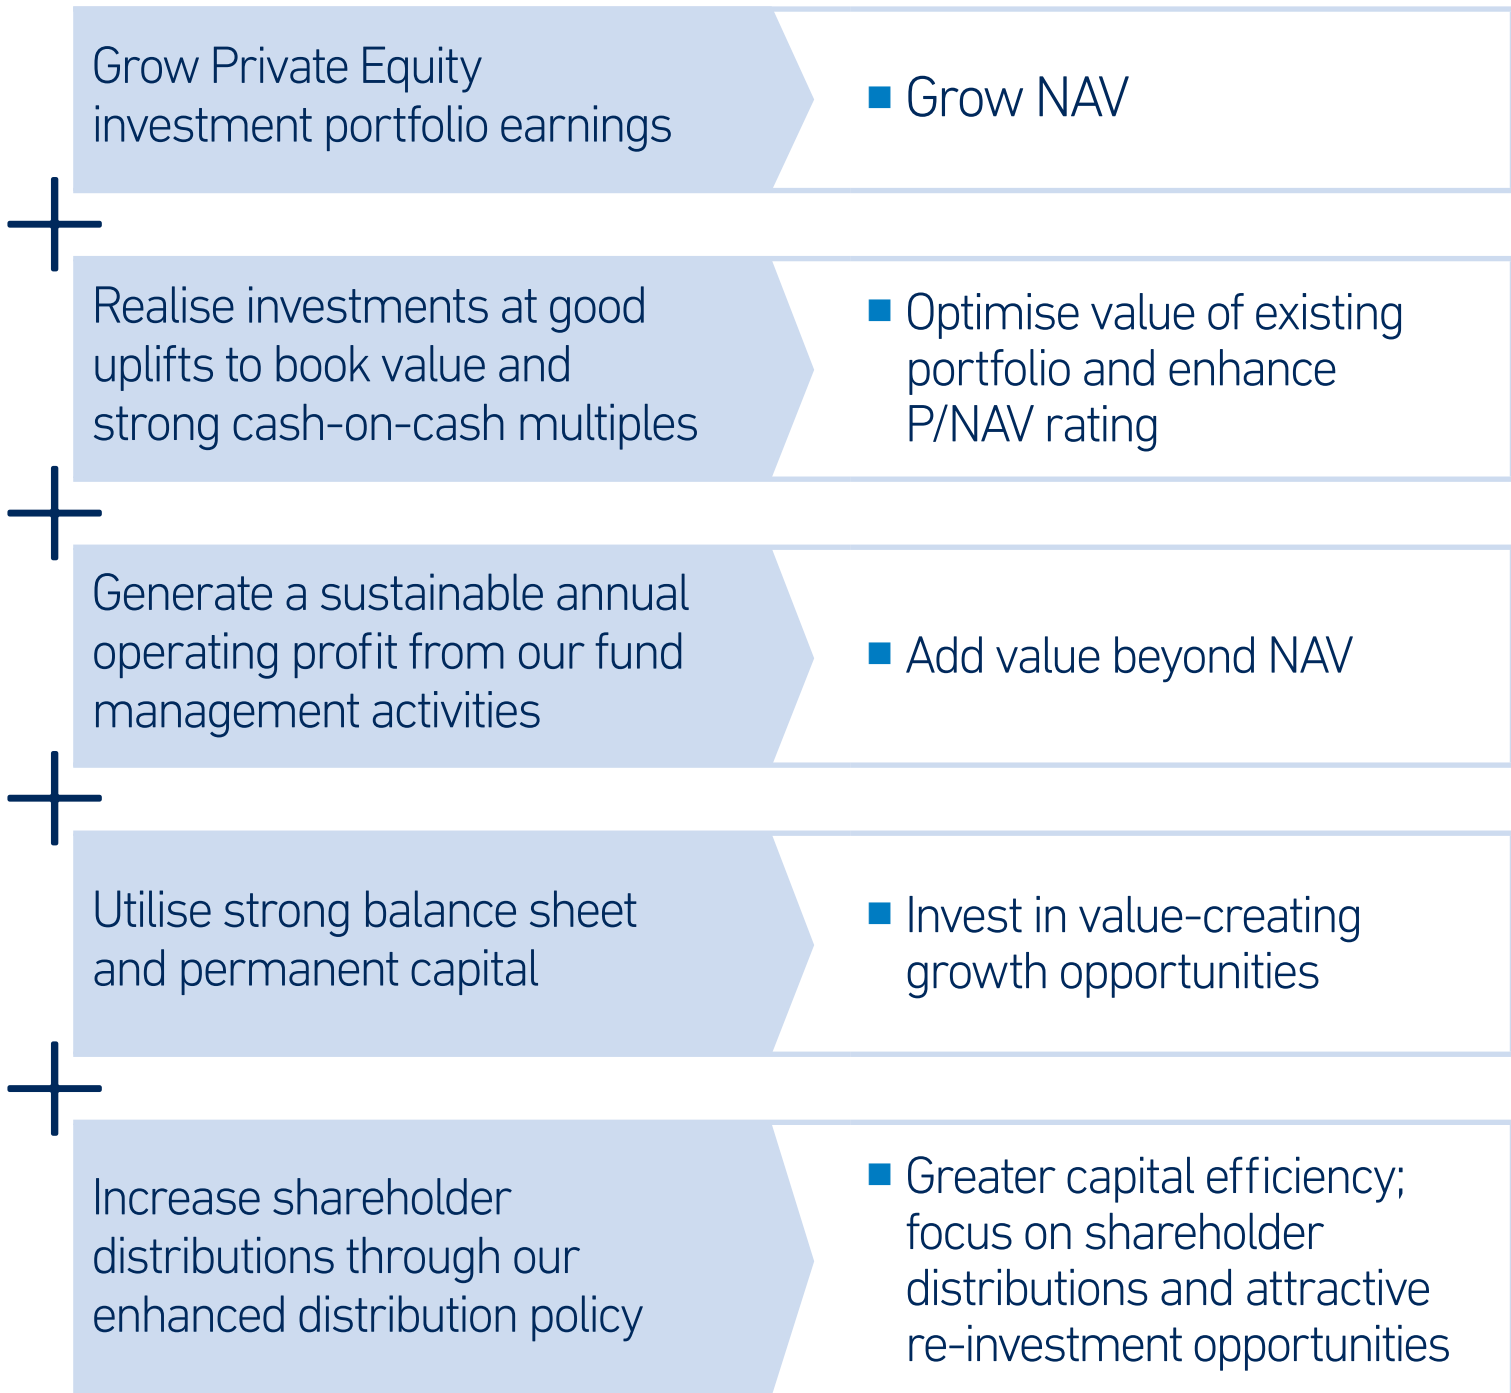 Grow Private Equity
investment portfolio earnings
■ Grow NAV
Realise investments at good
uplifts to book value and
strong cash-on-cash multiples
■ Optimise value of existing
portfolio and enhance
P/NAV rating
Generate a sustainable annual
operating profit from our fund
management activities
■ Add value beyond NAV
Utilise strong balance sheet
and permanent capital
■ Invest in value-creating
growth opportunities
Increase shareholder
distributions through our
enhanced distribution policy
■ Greater capital efficiency;
focus on shareholder
distributions and attractive
re-investment opportunities